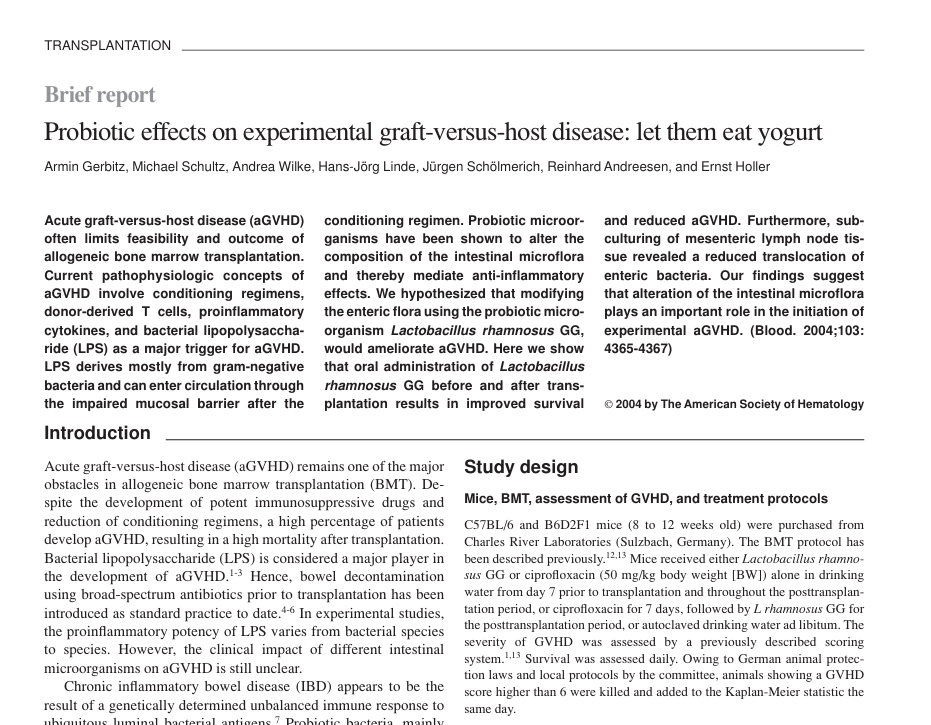 TRANSPLANTATION
Brief report
Probiotic effects on experimental graft-versus-host disease: let them eat yogurt
Armin Gerbitz, Michael Schultz, Andrea Wilke, Hans-Jörg Linde, Jürgen Schölmerich, Reinhard Andreesen, and Ernst Holler
Acute graft-versus-host disease (aGVHD)
often limits feasibility and outcome of
allogeneic bone marrow transplantation.
Current pathophysiologic concepts of
aGVHD involve conditioning regimens,
donor-derived T cells, proinflammatory
cytokines, and bacterial lipopolysaccha-
ride (LPS) as a major trigger for aGVHD.
LPS derives mostly from gram-negative
bacteria and can enter circulation through
the impaired mucosal barrier after the
conditioning regimen. Probiotic microor-
ganisms have been shown to alter the
composition of the intestinal microflora
and thereby mediate anti-inflammatory
effects. We hypothesized that modifying
the enteric flora using the probiotic micro-
organism Lactobacillus rhamnosus GG,
would ameliorate aGVHD. Here we show
that oral administration of Lactobacillus
rhamnosus GG before and after trans-
plantation results in improved survival
and reduced aGVHD. Furthermore, sub-
culturing of mesenteric lymph node tis-
sue revealed a reduced translocation of
enteric bacteria. Our findings suggest
that alteration of the intestinal microflora
plays an important role in the initiation of
experimental aGVHD. (Blood. 2004;103:
4365-4367)
© 2004 by The American Society of Hematology
Introduction
Acute graft-versus-host disease (aGVHD) remains one of the major
obstacles in allogeneic bone marrow transplantation (BMT). De-
spite the development of potent immunosuppressive drugs and
reduction of conditioning regimens, a high percentage of patients
develop aGVHD, resulting in a high mortality after transplantation.
Bacterial lipopolysaccharide (LPS) is considered a major player in
the development of aGVHD.1-3 Hence, bowel decontamination
using broad-spectrum antibiotics prior to transplantation has been
introduced as standard practice to date.4-6 In experimental studies,
the proinflammatory potency of LPS varies from bacterial species
to species. However, the clinical impact of different intestinal
microorganisms on aGVHD is still unclear.
Chronic inflammatory bowel disease (IBD) appears to be the
result of a genetically determined unbalanced immune response to
ubiquitous luminal bacterial antigens.7 Probiotic bacteria, mainly
Study design
Mice, BMT, assessment of GVHD, and treatment protocols
C57BL/6 and B6D2F1 mice (8 to 12 weeks old) were purchased from
Charles River Laboratories (Sulzbach, Germany). The BMT protocol has
been described previously.12,13 Mice received either Lactobacillus rhamno-
sus GG or ciprofloxacin (50 mg/kg body weight [BW]) alone in drinking
water from day 7 prior to transplantation and throughout the posttransplan-
tation period, or ciprofloxacin for 7 days, followed by L rhamnosus GG for
the posttransplantation period, or autoclaved drinking water ad libitum. The
severity of GVHD was assessed by a previously described scoring
system.1,13 Survival was assessed daily. Owing to German animal protec-
tion laws and local protocols by the committee, animals showing a GVHD
score higher than 6 were killed and added to the Kaplan-Meier statistic the
same day.